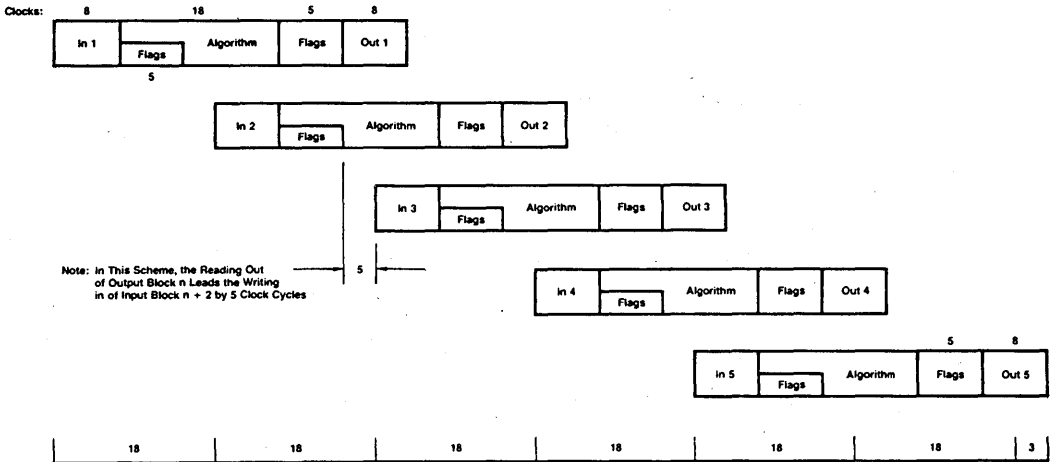 Clocks: 8 18 5 8
In 1 Flags Algorithm Flags Out 1
5
In 2 Flags Algorithm Flags Out 2
In 3 Flags Algorithm Flags Out 3
5
Note: In This Scheme, the Reading Out
of Output Block n Leads the Writing
in of Input Block n + 2 by 5 Clock Cycles
In 4 Flags Algorithm Flags Out 4
5 8
In 5 Flags Algorithm Flags Out 5
18 18 18 18 18 18 3